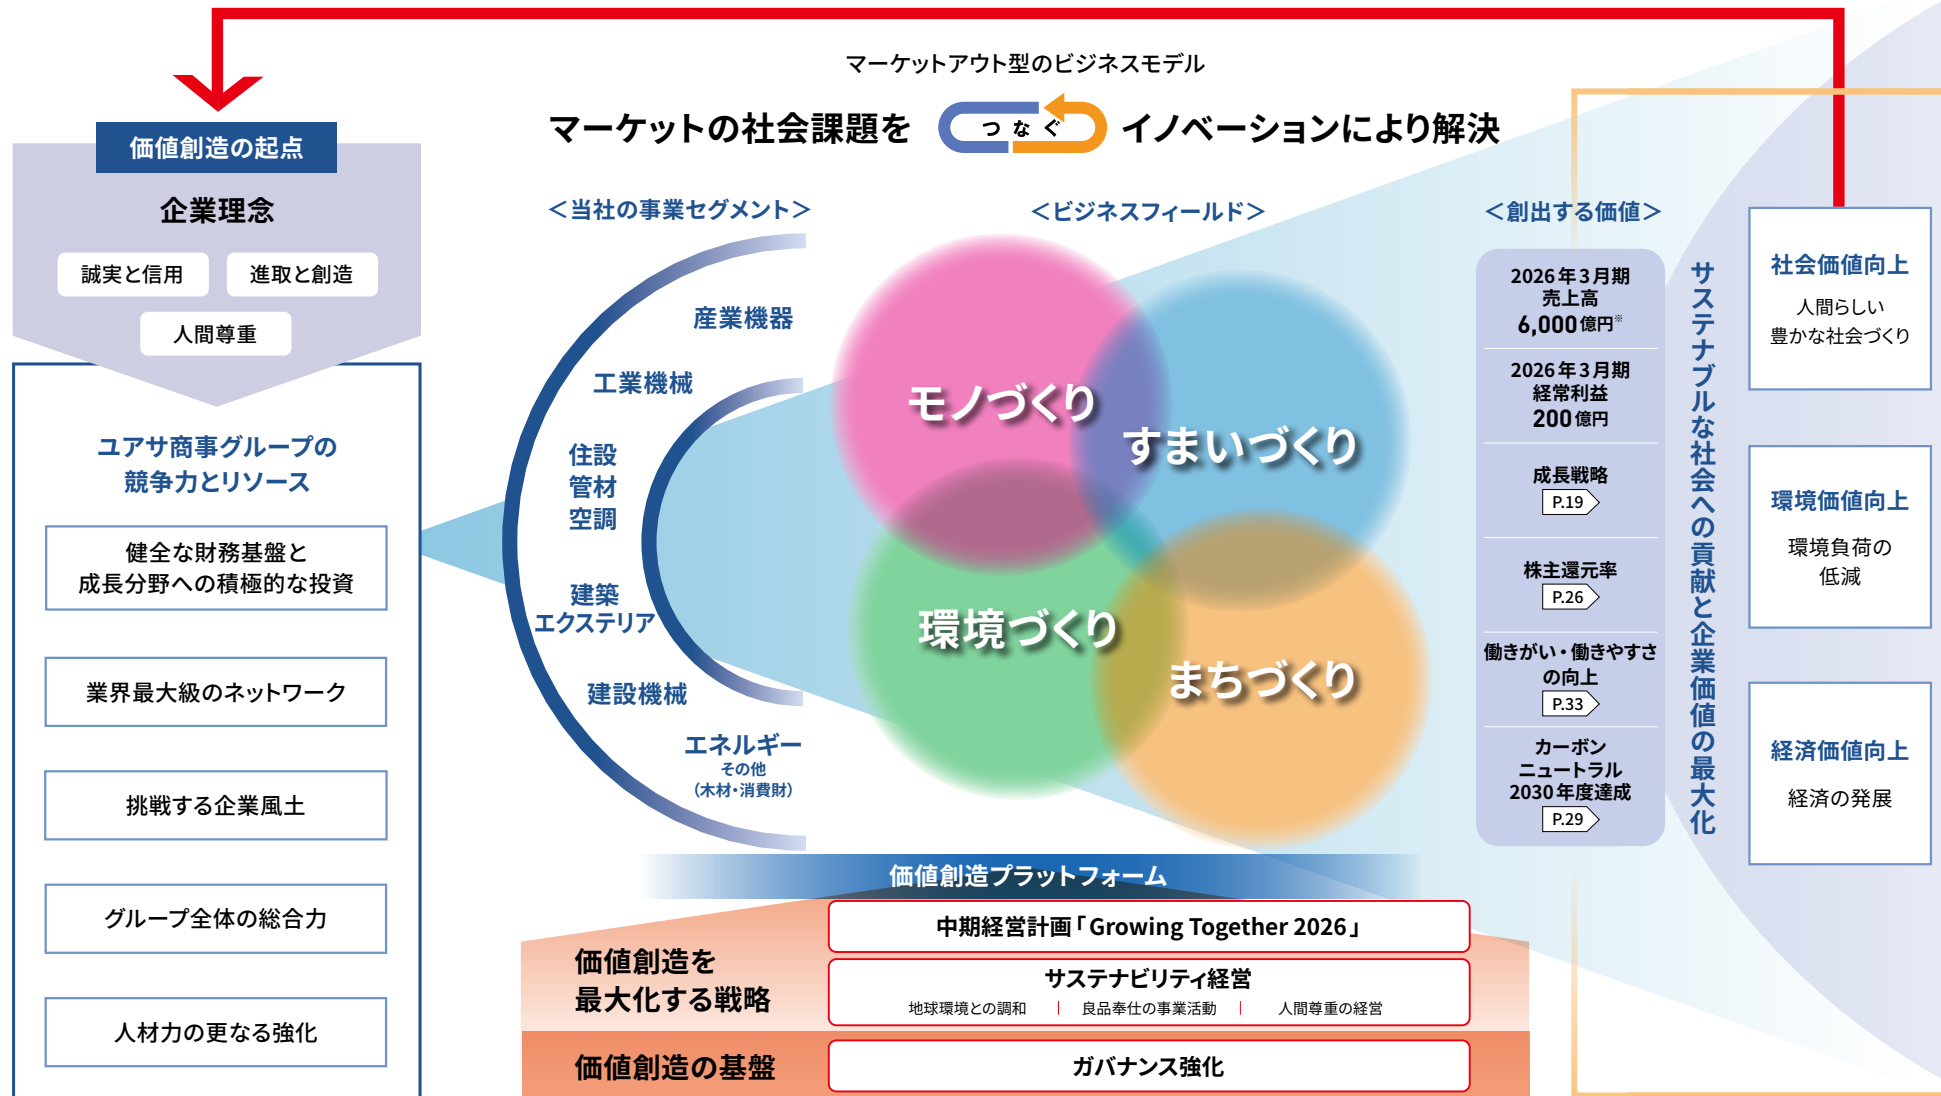 マーケットアウト型のビジネスモデル
マーケットの社会課題を つなぐ イノベーションにより解決
価値創造の起点
企業理念
誠実と信用
進取と創造
人間尊重
ユアサ商事グループの
競争力とリソース
健全な財務基盤と
成長分野への積極的な投資
業界最大級のネットワーク
挑戦する企業風土
グループ全体の総合力
人材力の更なる強化
＜当社の事業セグメント＞
産業機器
工業機械
住設
管材
空調
建築
エクステリア
建設機械
エネルギー
その他
（木材・消費財）
＜ビジネスフィールド＞
モノづくり
すまいづくり
環境づくり
まちづくり
＜創出する価値＞
2026年3月期
売上高
6,000億円※
2026年3月期
経常利益
200億円
成長戦略
P.19
株主還元率
P.26
働きがい・働きやすさ
の向上
P.33
カーボン
ニュートラル
2030年度達成
P.29
サステナブルな社会への貢献と企業価値の最大化
社会価値向上
人間らしい
豊かな社会づくり
環境価値向上
環境負荷の
低減
経済価値向上
経済の発展
価値創造プラットフォーム
価値創造を
最大化する戦略
中期経営計画「Growing Together 2026」
サステナビリティ経営
地球環境との調和 | 良品奉仕の事業活動 | 人間尊重の経営
価値創造の基盤
ガバナンス強化